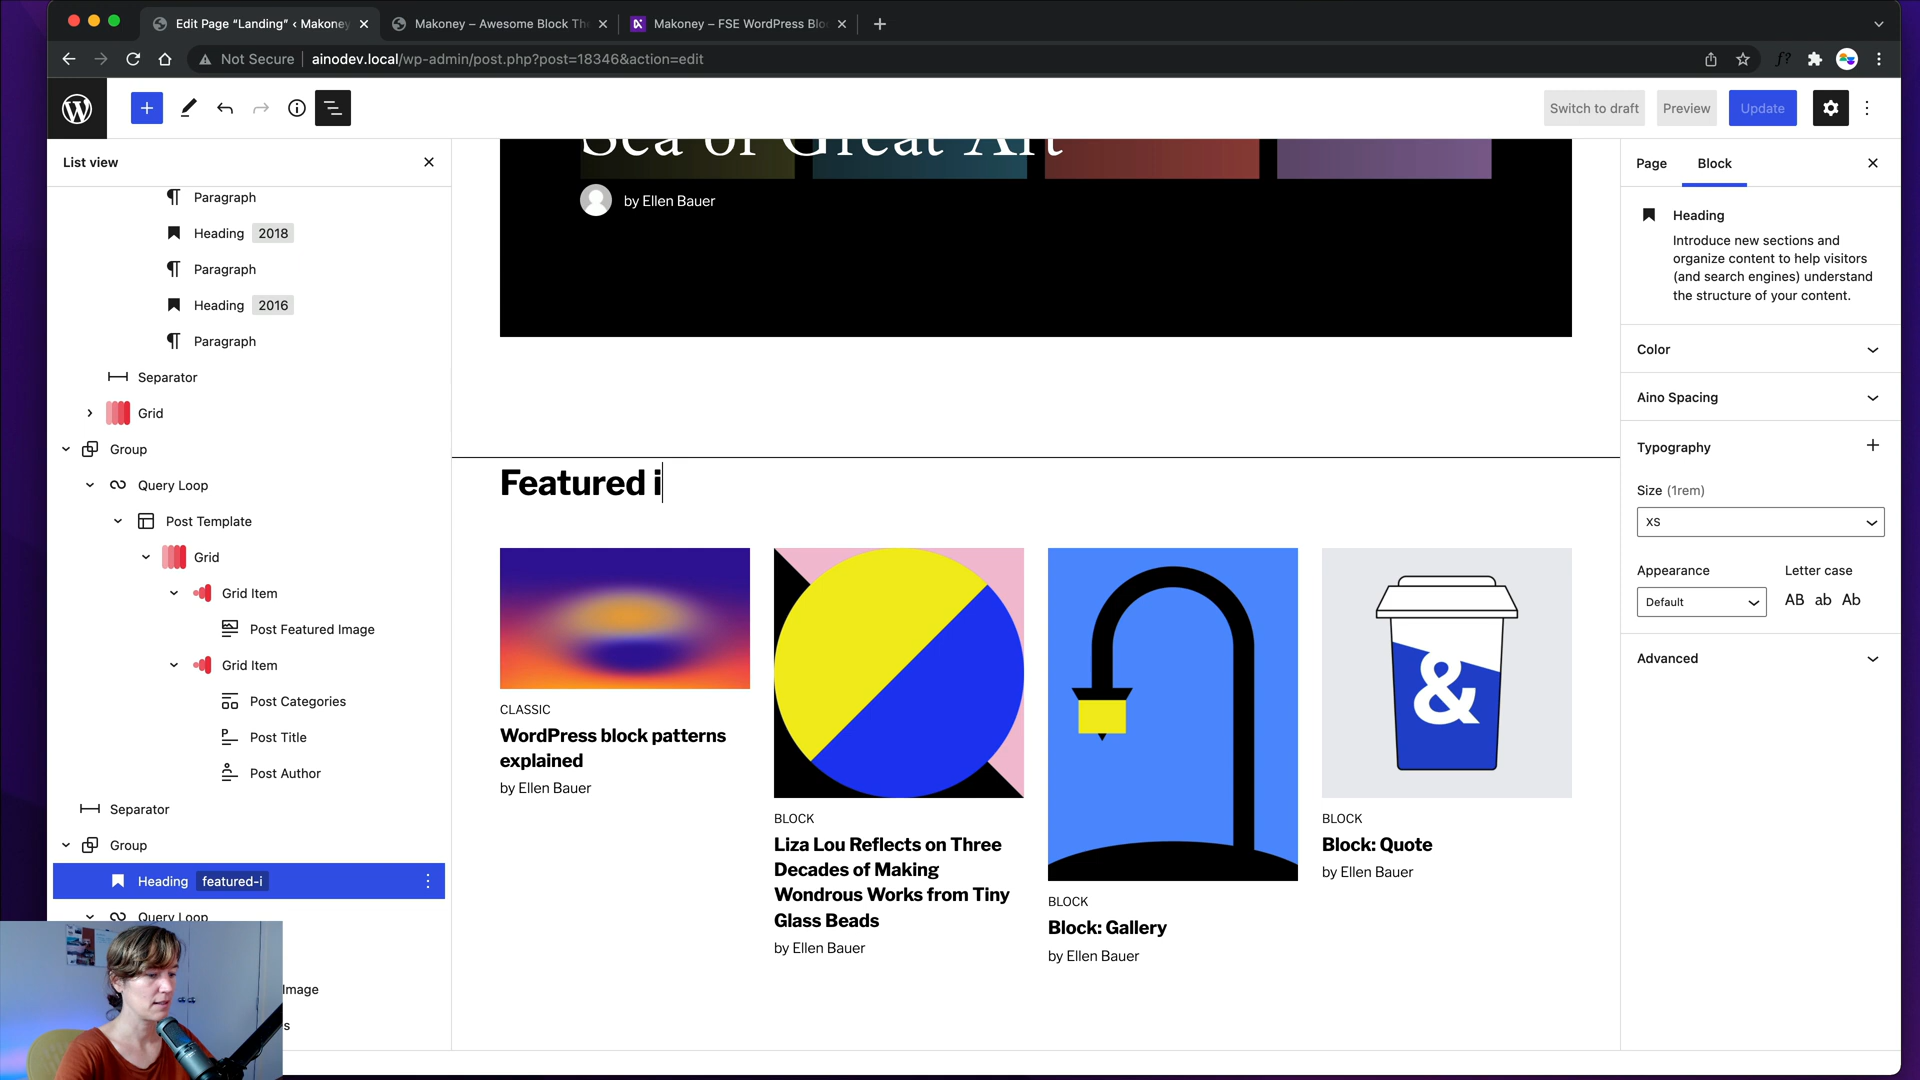 Edit Page “Landing” ‹ Makoney
Makoney – Awesome Block Th
Makoney – FSE WordPress Blo
Not Secure
ainodev.local/wp-admin/post.php?post=18346&action=edit
f?
Switch to draft
Preview
Update
List view
Paragraph
Heading 2018
Paragraph
Heading 2016
Paragraph
Separator
Grid
Group
Query Loop
Post Template
Grid
Grid Item
Post Featured Image
Grid Item
Post Categories
Post Title
Post Author
Separator
Group
Heading featured-i
Query Loop
Image
s
Sea of Great Art
by Ellen Bauer
Featured i
CLASSIC
WordPress block patterns
explained
by Ellen Bauer
BLOCK
Liza Lou Reflects on Three
Decades of Making
Wondrous Works from Tiny
Glass Beads
by Ellen Bauer
BLOCK
Block: Gallery
by Ellen Bauer
&
BLOCK
Block: Quote
by Ellen Bauer
Page
Block
Heading
Introduce new sections and
organize content to help visitors
(and search engines) understand
the structure of your content.
Color
Aino Spacing
Typography
Size (1rem)
XS
Appearance
Letter case
Default
AB ab Ab
Advanced